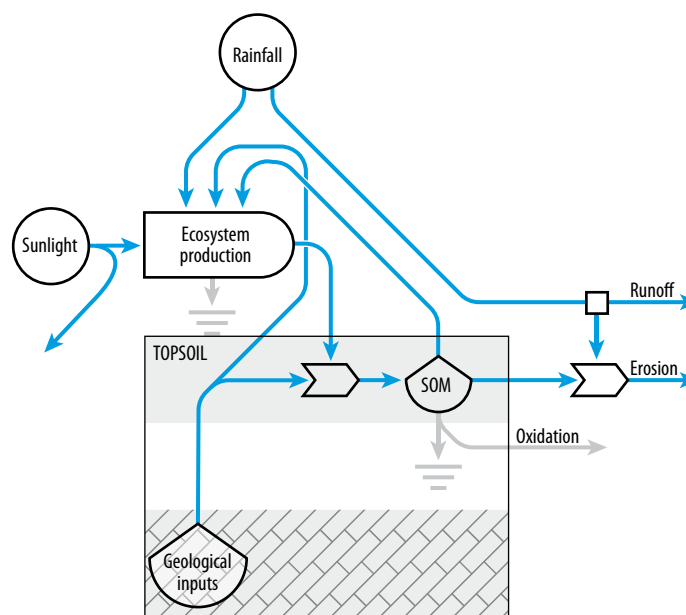 Rainfall
Sunlight
Ecosystem
production
Runoff
TOPSOIL
Erosion
SOM
Oxidation
Geological
inputs